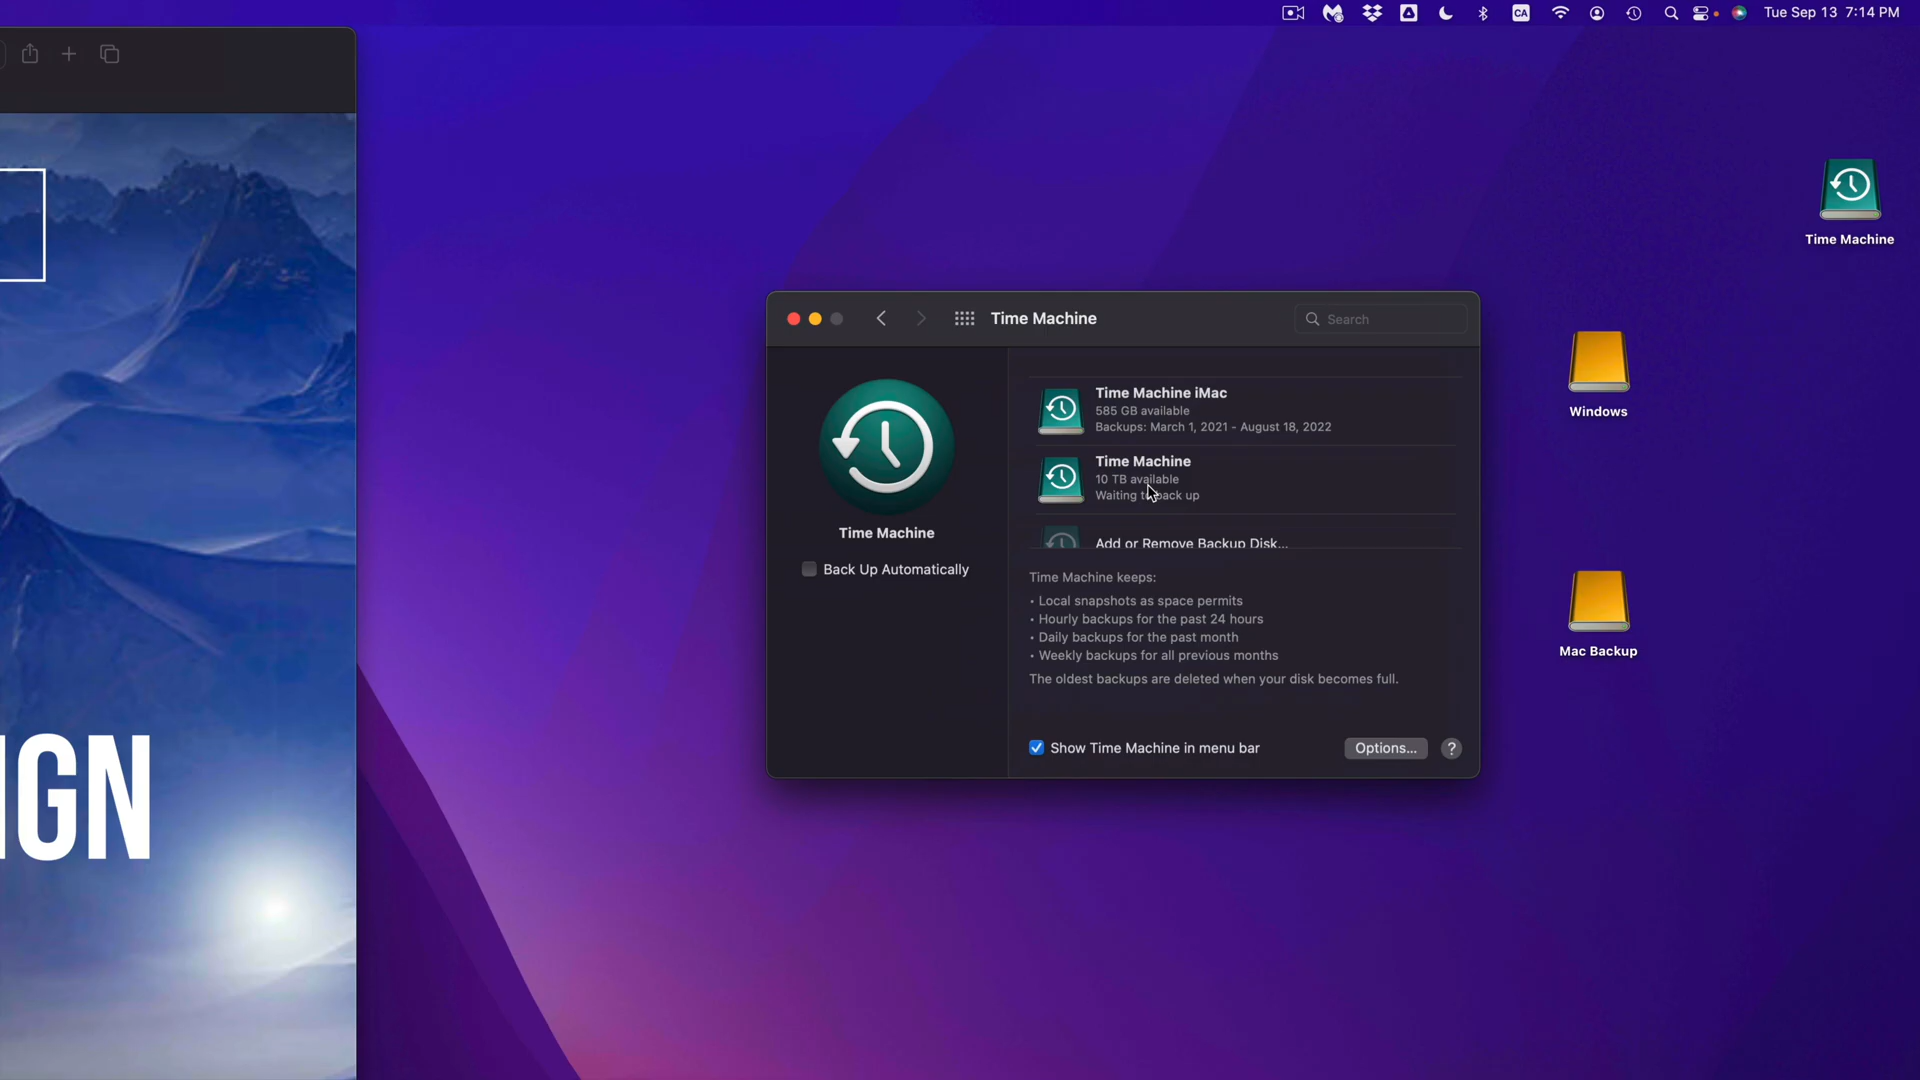 CA
Tue Sep 13 7:14 PM
IGN
Time Machine
Search
Time Machine
Back Up Automatically
Time Machine iMac
585 GB available
Backups: March 1, 2021 - August 18, 2022
Time Machine
10 TB available
Waiting to back up
Add or Remove Backup Disk...
Time Machine keeps:
• Local snapshots as space permits
• Hourly backups for the past 24 hours
• Daily backups for the past month
• Weekly backups for all previous months
The oldest backups are deleted when your disk becomes full.
Show Time Machine in menu bar
Options...
?
Time Machine
Windows
Mac Backup